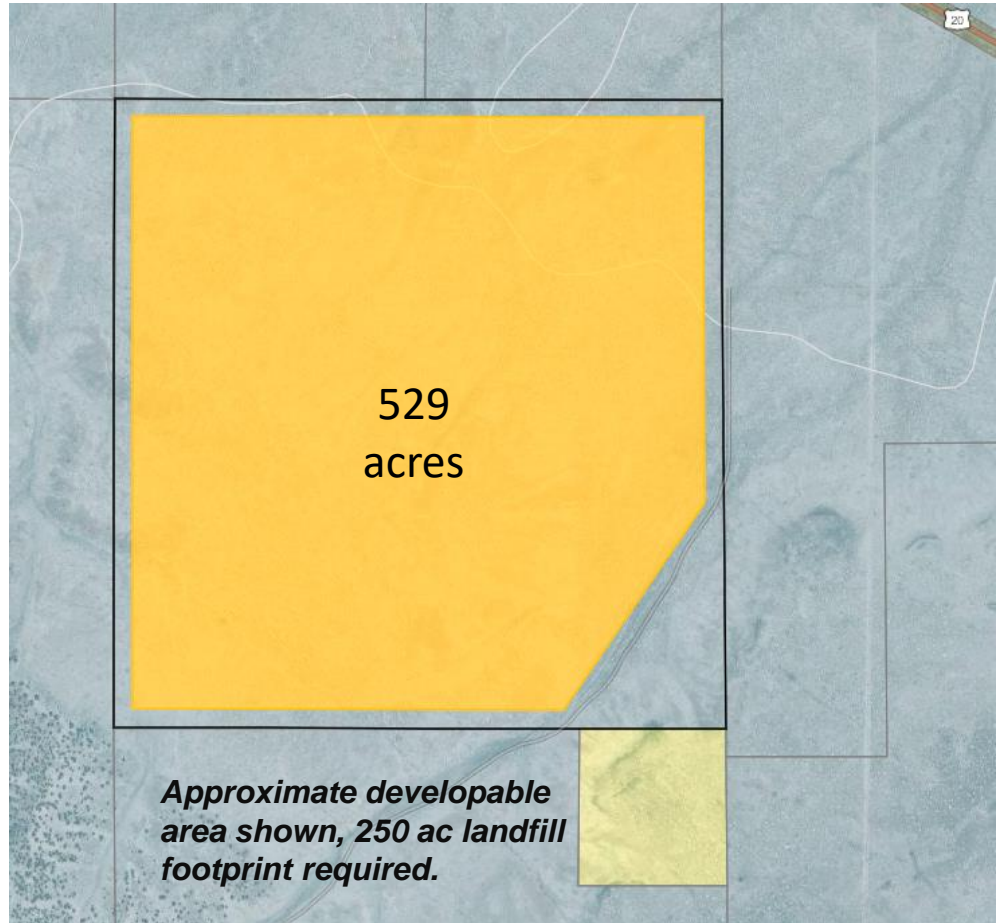 20
529
acres
Approximate developable
area shown, 250 ac landfill
footprint required.